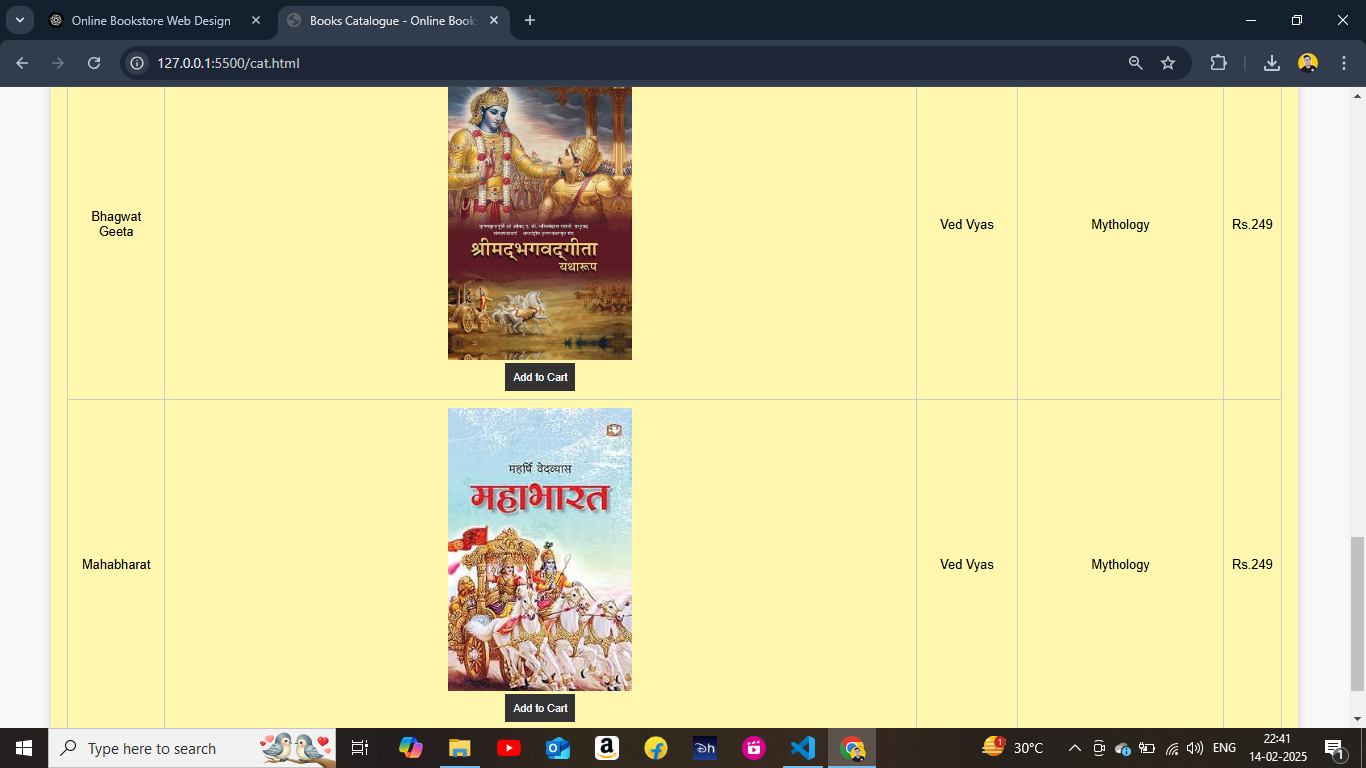 Online Bookstore Web Design
Books Catalogue - Online Book
127.0.0.1:5500/cat.html
श्रीमद्भगवद्गीता
यथारूप
Bhagwat
Geeta
Ved Vyas
Mythology
Rs.249
Add to Cart
महर्षि वेदव्यास
महाभारत
Mahabharat
Ved Vyas
Mythology
Rs.249
Add to Cart
Type here to search
30°C
ENG
22:41
14-02-2025